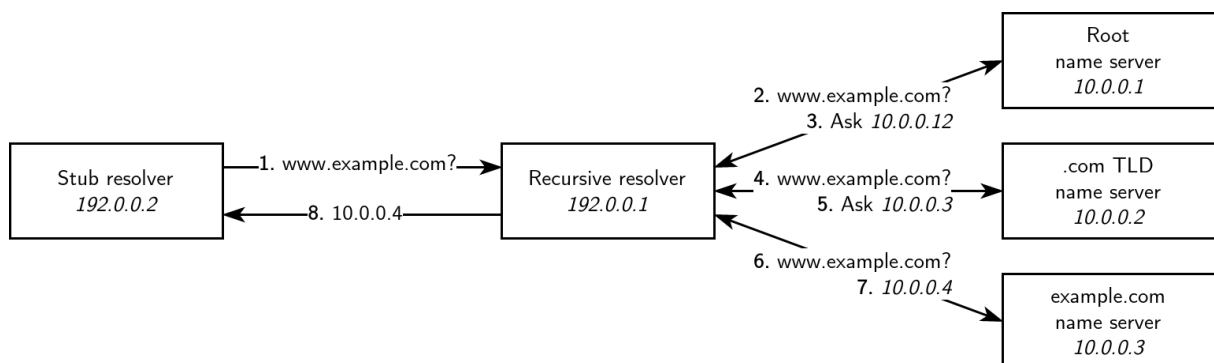 Root
name server
10.0.0.1
2. www.example.com?
3. Ask 10.0.0.12
1. www.example.com?
Stub resolver
192.0.0.2
8. 10.0.0.4
Recursive resolver
192.0.0.1
4. www.example.com?
5. Ask 10.0.0.3
.com TLD
name server
10.0.0.2
6. www.example.com?
7. 10.0.0.4
example.com
name server
10.0.0.3